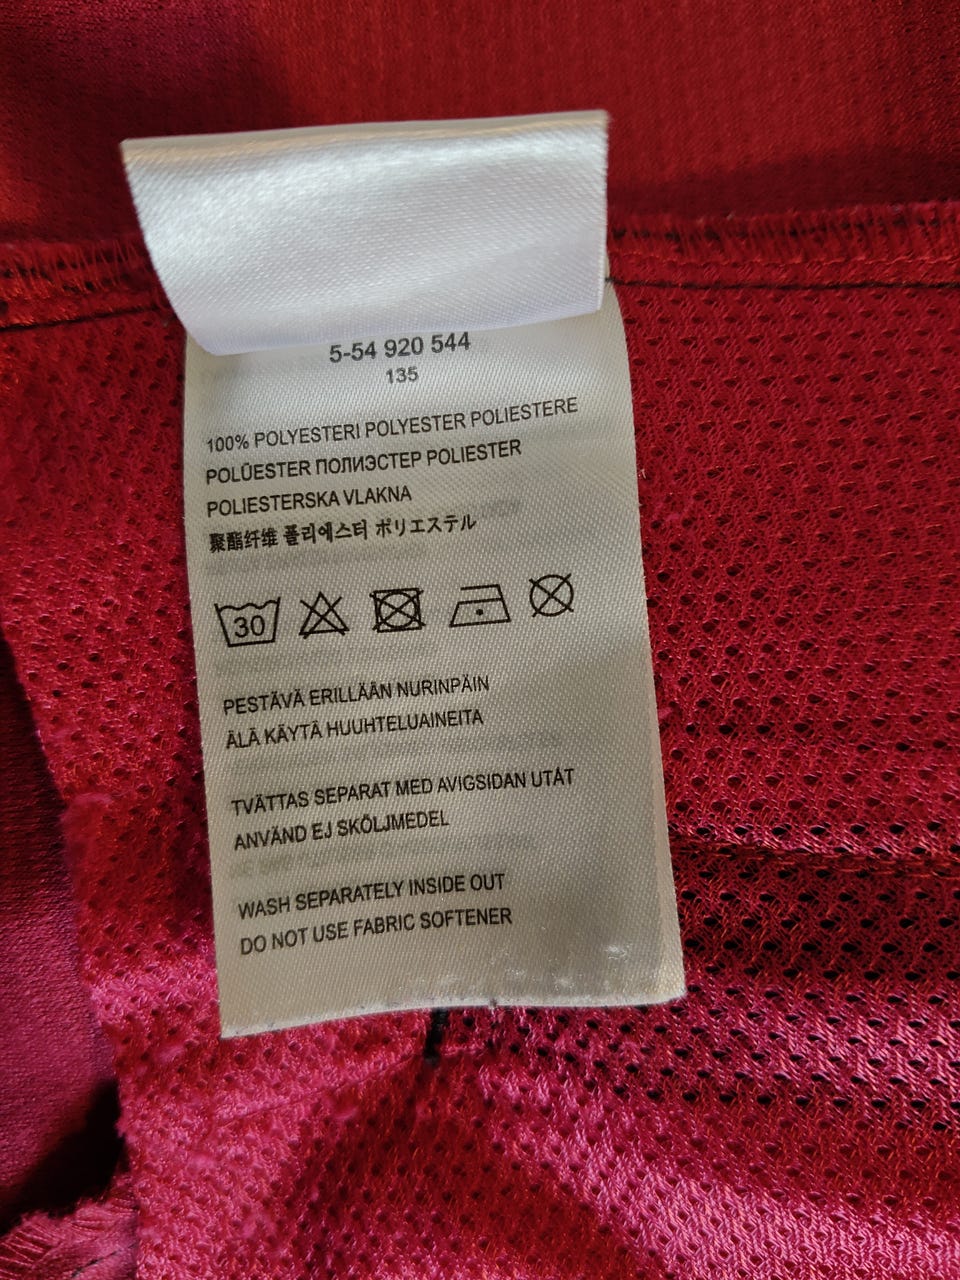 5-54 920 544
135
100% POLYESTERI POLYESTER POLIESTERE
POLÜESTER ПОЛИЭСТЕР POLIESTER
POLIESTERSKA VLAKNA
聚酯纤维 폴리에스터 ポリエステル
30
PESTÄVÄ ERILLÄÄN NURINPÄIN
ÄLÄ KÄYTÄ HUUHTELUAINEITA
TVÄTTAS SEPARAT MED AVIGSIDAN UTÅT
ANVÄND EJ SKÖLJMEDEL
WASH SEPARATELY INSIDE OUT
DO NOT USE FABRIC SOFTENER